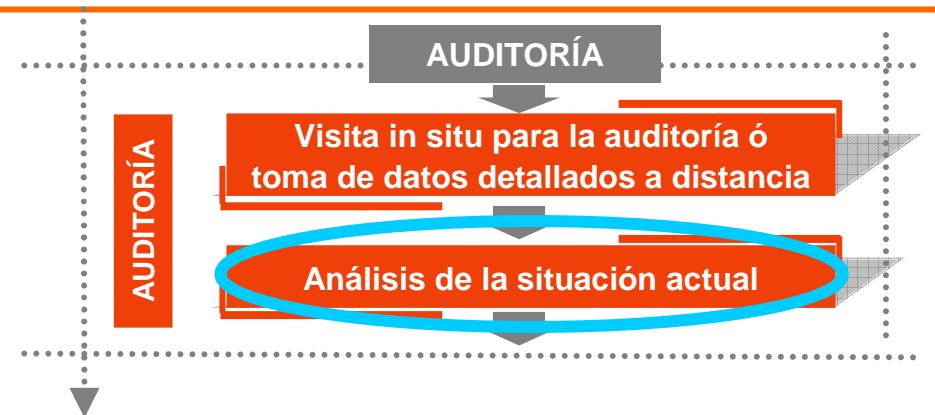 AUDITORÍA
AUDITORÍA
Visita in situ para la auditoría ó
toma de datos detallados a distancia
Análisis de la situación actual